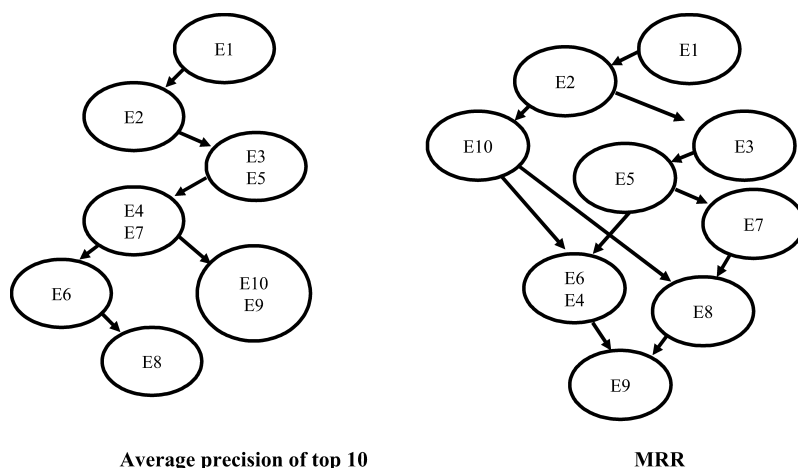 E1
E2
E3
E5
E4
E7
E6
E10
E9
E8
Average precision of top 10
E1
E2
E10
E3
E5
E7
E6
E4
E8
E9
MRR